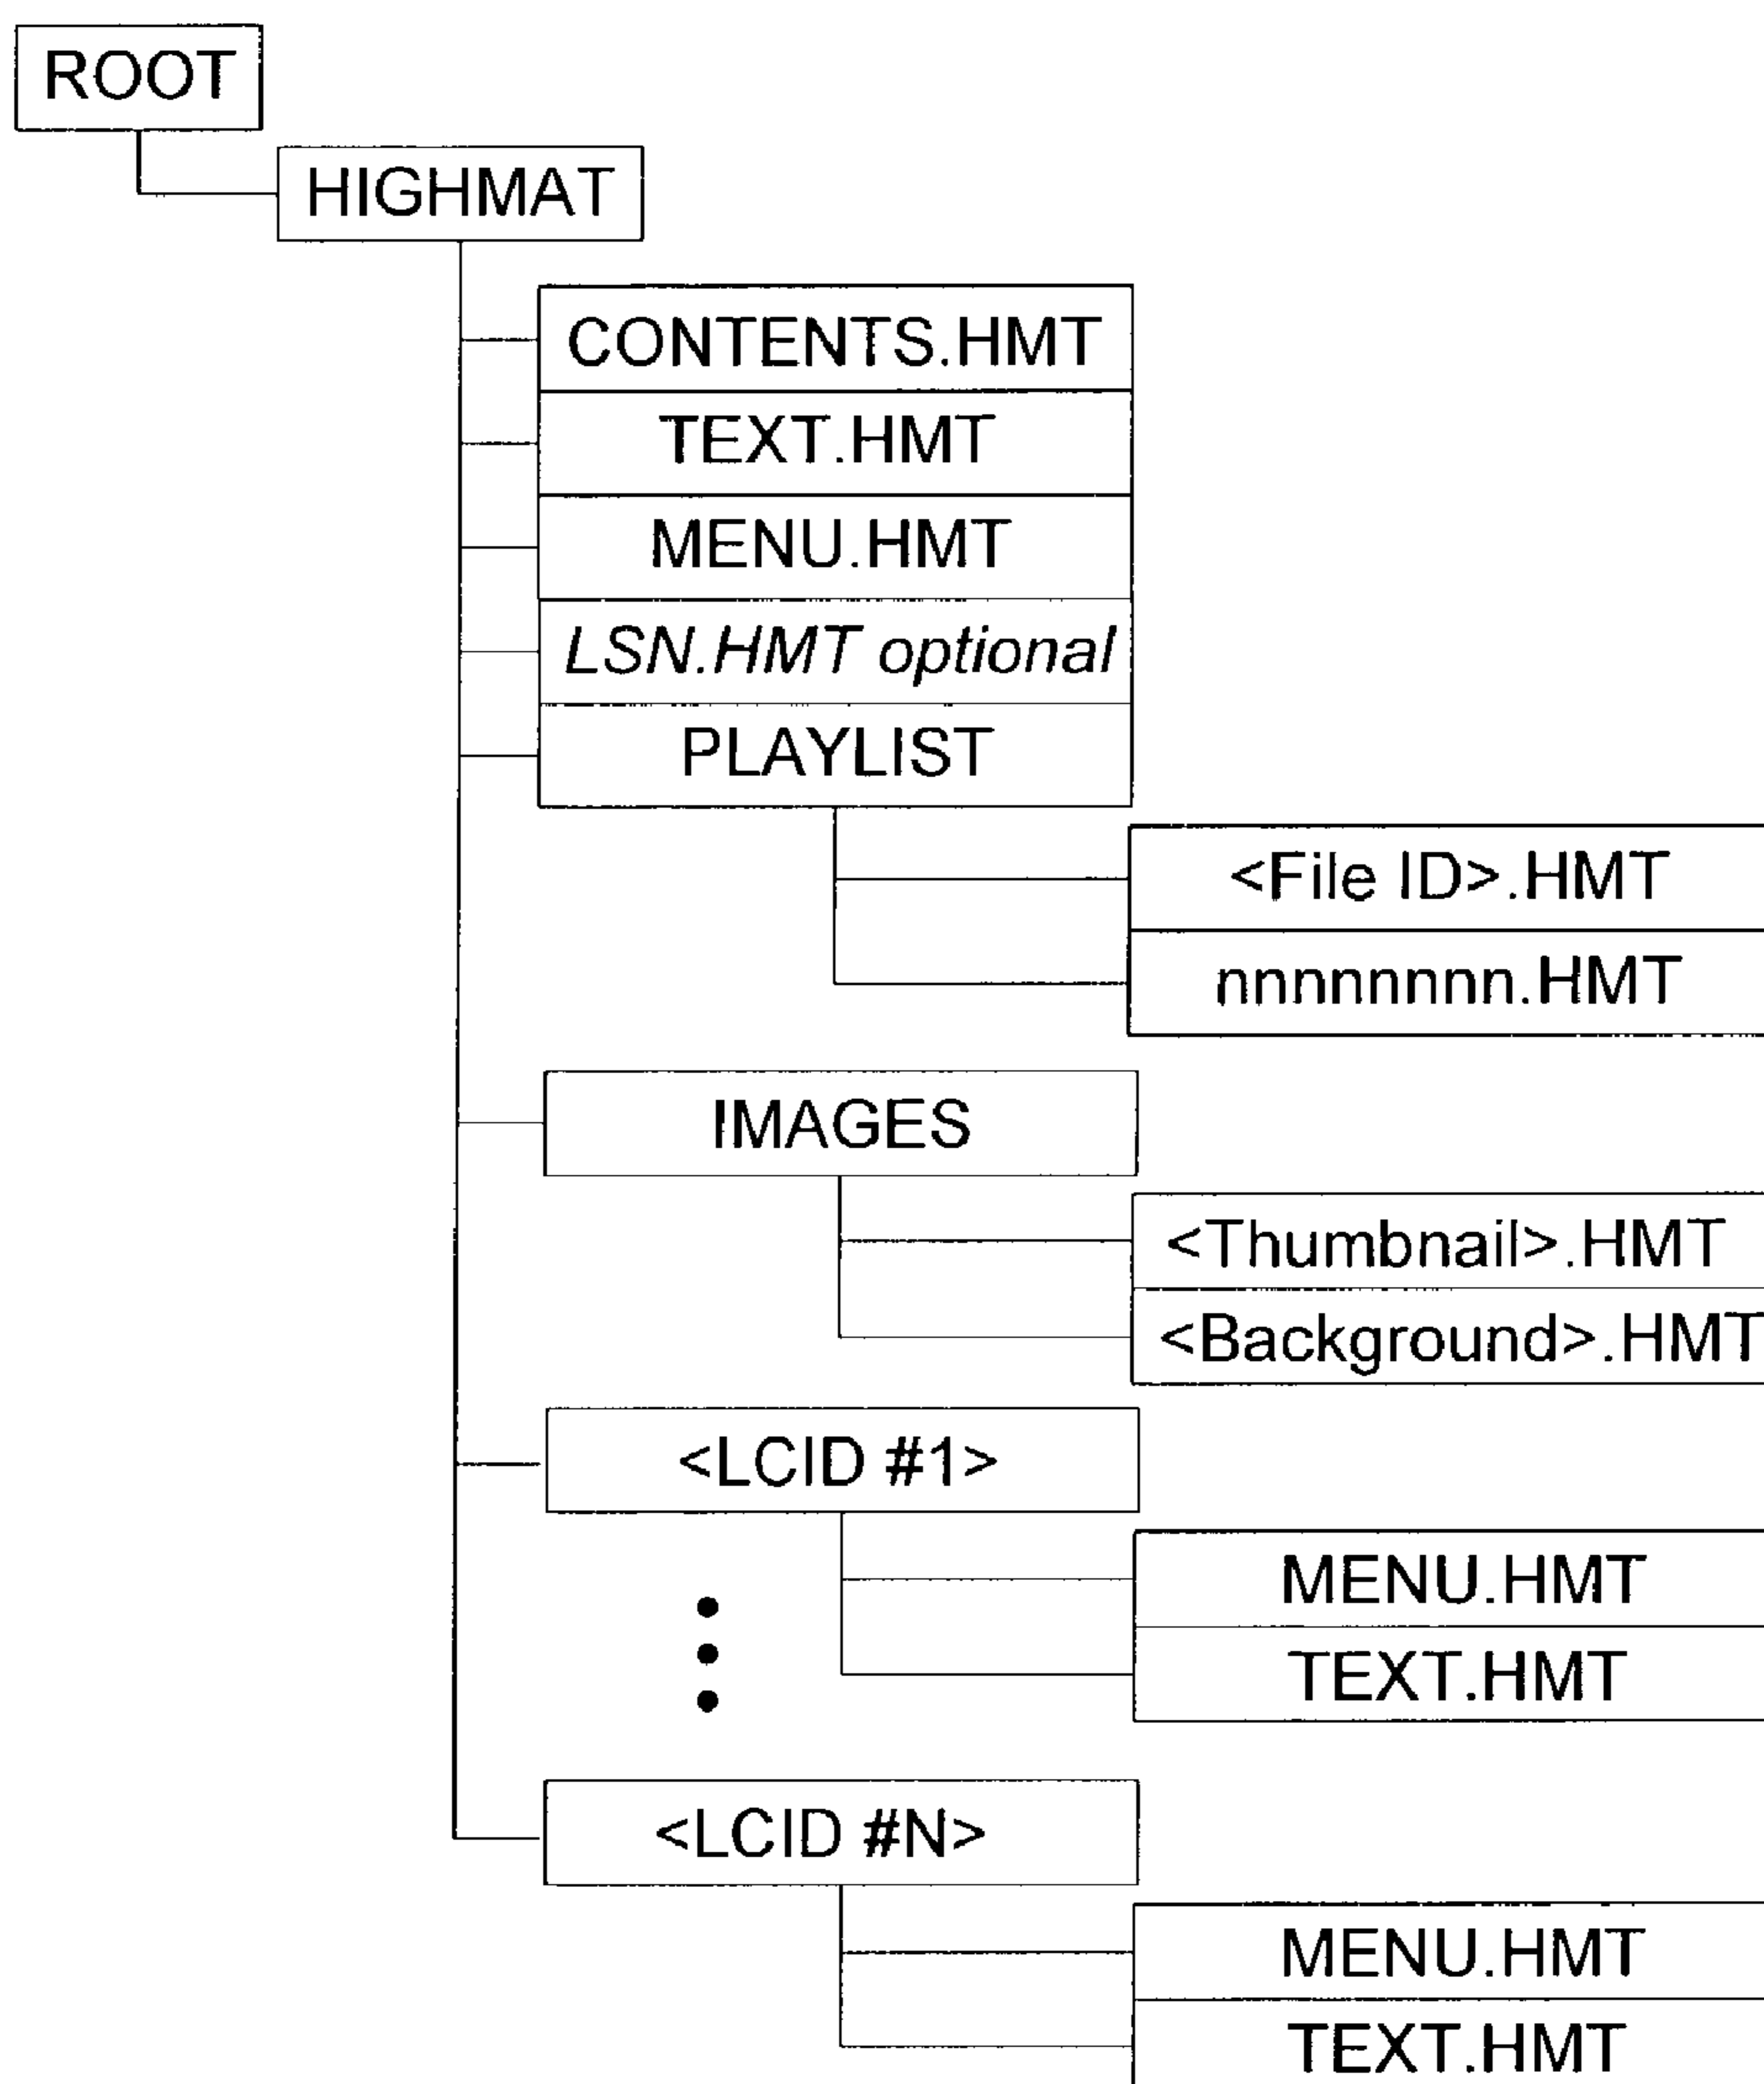 ROOT
HIGHMAT
CONTENTS.HMT
TEXT.HMT
MENU.HMT
LSN.HMT optional
PLAYLIST
<File ID>.HMT
nnnnnnnn.HMT
IMAGES
<Thumbnail>.HMT
<Background>.HMT
<LCID #1>
MENU.HMT
TEXT.HMT
<LCID #N>
MENU.HMT
TEXT.HMT